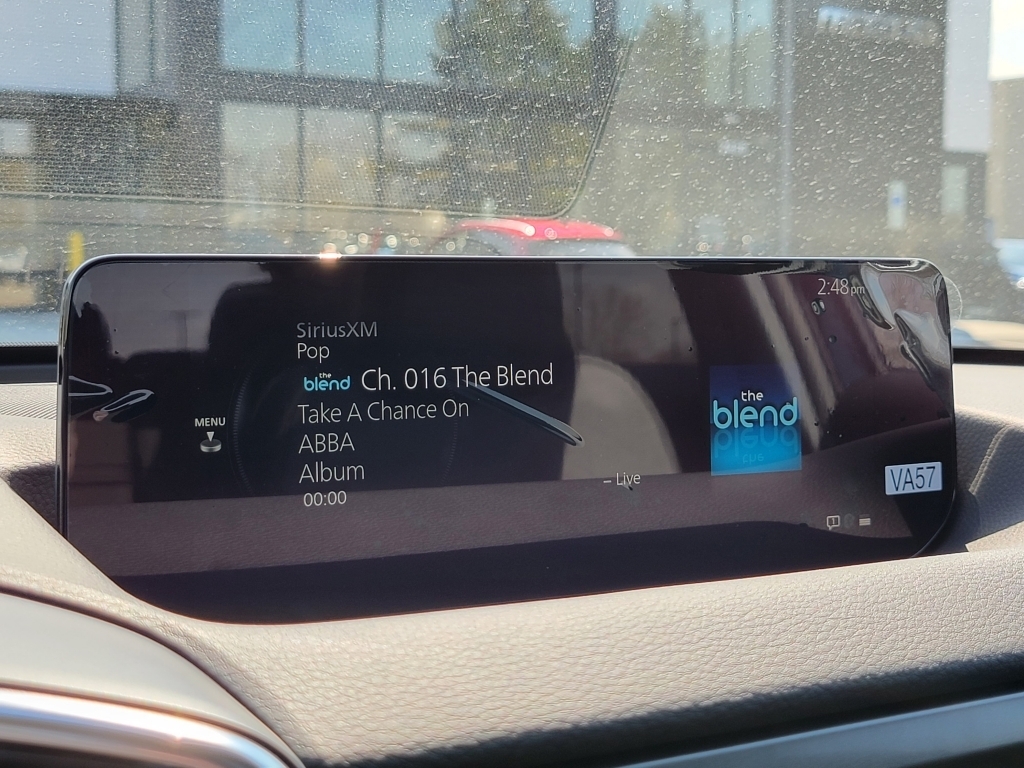 2:48pm
SiriusXM
Pop
the
blend Ch. 016 The Blend
Take A Chance On
ABBA
Album
00:00
MENU
– Live
the
blend
VA57